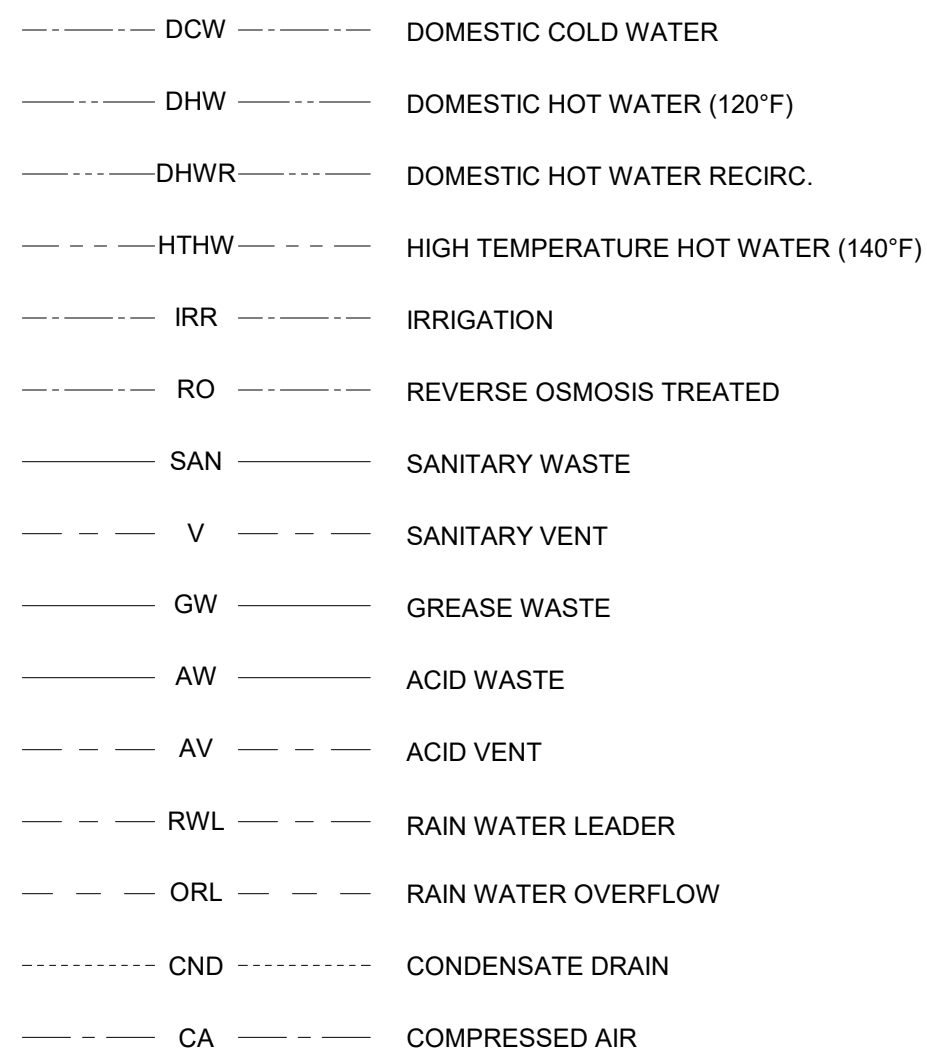 DCW DOMESTIC COLD WATER
DHW DOMESTIC HOT WATER (120°F)
DHWR DOMESTIC HOT WATER RECIRC.
HTHW HIGH TEMPERATURE HOT WATER (140°F)
IRR IRRIGATION
RO REVERSE OSMOSIS TREATED
SAN SANITARY WASTE
V SANITARY VENT
GW GREASE WASTE
AW ACID WASTE
AV ACID VENT
RWL RAIN WATER LEADER
ORL RAIN WATER OVERFLOW
CND CONDENSATE DRAIN
CA COMPRESSED AIR